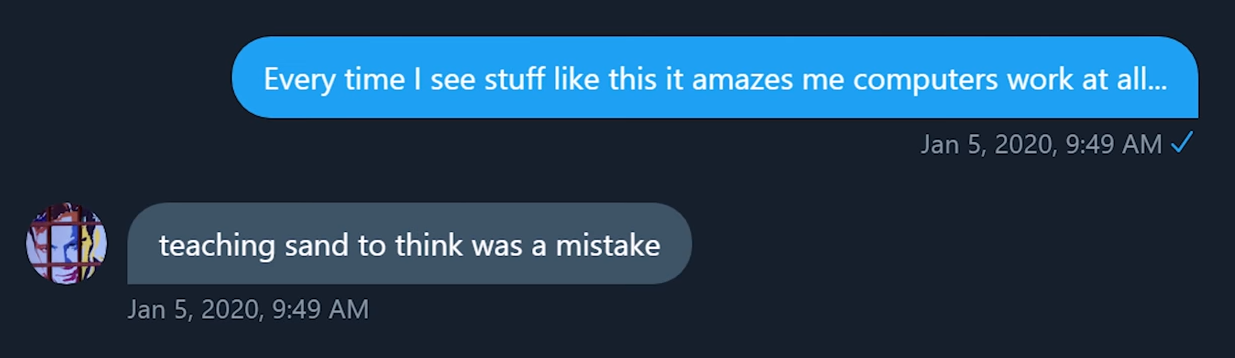 Every time I see stuff like this it amazes me computers work at all...
Jan 5, 2020, 9:49 AM ✓
teaching sand to think was a mistake
Jan 5, 2020, 9:49 AM